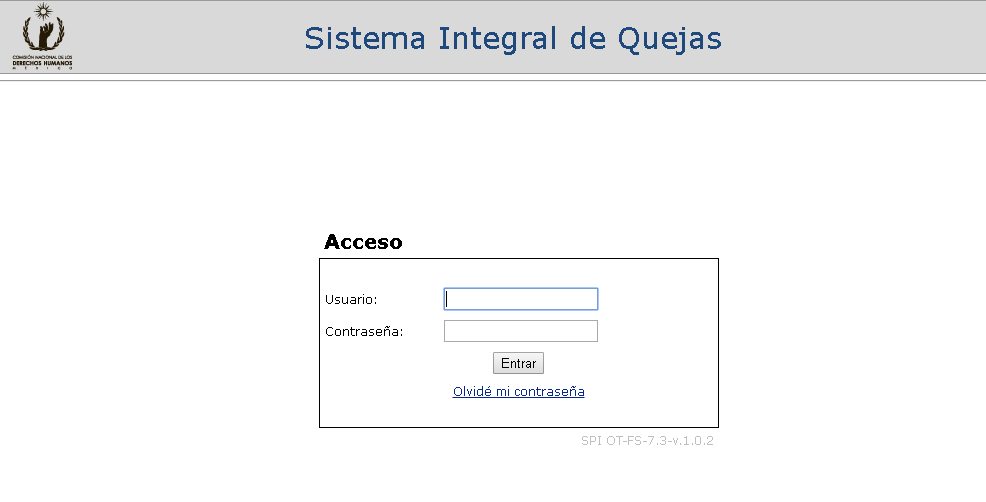 COMISIÓN NACIONAL DE LOS
DERECHOS HUMANOS
MÉXICO
Sistema Integral de Quejas
Acceso
Usuario:
Contraseña:
Entrar
Olvidé mi contraseña
SPI OT-FS-7.3-v.1.0.2